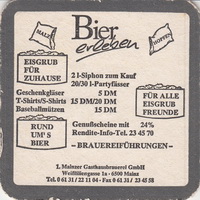 MALZ
HOPFEN
Bier
erleben
EISGRUB
FÜR
ZUHAUSE
2 l-Siphon zum Kauf
20/30 l-Partyfässer
Geschenkgläser 5 DM
T-Shirts/S-Shirts 15 DM/20 DM
Baseballmützen 15 DM
FÜR ALLE
EISGRUB
FREUNDE
RUND
UM'S
BIER
Genußscheine mit 24%
Rendite-Info-Tel. 23 45 70
-BRAUEREIFÜHRUNGEN-
1. Mainzer Gasthausbrauerei GmbH
Weißliliengasse 1a · 6500 Mainz
Tel. 0 61 31/22 11 04 - Fax 0 61 31/23 45 58